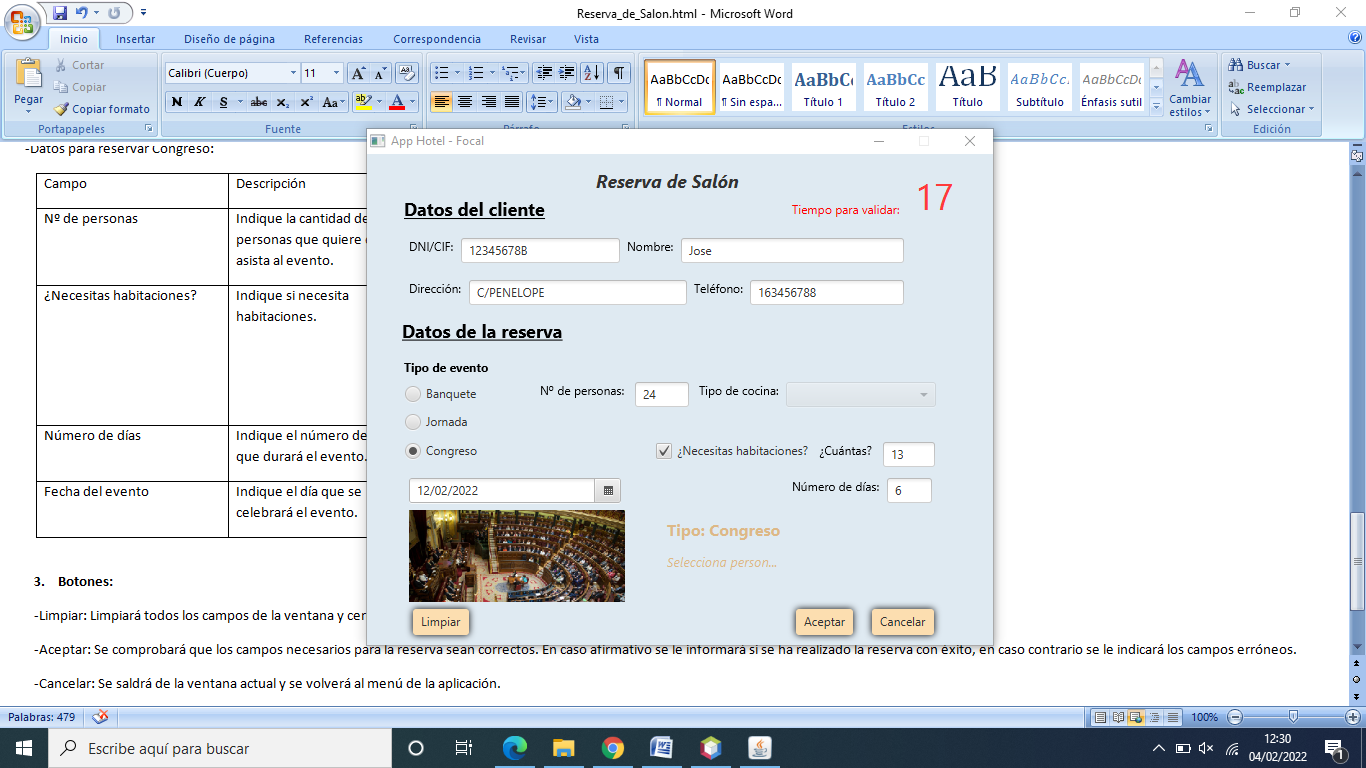 Reserva_de_Salon.html - Microsoft Word
Inicio Insertar Diseño de página Referencias Correspondencia Revisar Vista
Pegar
Cortar
Copiar
Copiar formato
Portapapeles
Calibri (Cuerpo) 11
N K S abe x₂ x² Aa
Fuente
Párrafo
AaBbCcDc AaBbCcDc AaBbCc AaBbCc AaB AaBbCc. AaBbCcDc
¶ Normal ¶ Sin espa... Título 1 Título 2 Título Subtítulo Énfasis sutil
Cambiar estilos
Estilos
Buscar
Reemplazar
Seleccionar
Edición
-Datos para reservar Congreso:
Campo Descripción
Nº de personas Indique la cantidad de
personas que quiere
asista al evento.
¿Necesitas habitaciones? Indique si necesita
habitaciones.
Número de días Indique el número de
que durará el evento.
Fecha del evento Indique el día que se
celebrará el evento.
3. Botones:
-Limpiar: Limpiará todos los campos de la ventana y
-Aceptar: Se comprobará que los campos necesarios para la reserva sean correctos. En caso afirmativo se le informará si se ha realizado la reserva con éxito, en caso contrario se le indicará los campos erróneos.
-Cancelar: Se saldrá de la ventana actual y se volverá al menú de la aplicación.
App Hotel - Focal
Reserva de Salón
Datos del cliente
Tiempo para validar: 17
DNI/CIF: 12345678B Nombre: Jose
Dirección: C/PENELOPE Teléfono: 163456788
Datos de la reserva
Tipo de evento
Banquete Nº de personas: 24 Tipo de cocina:
Jornada
Congreso ¿Necesitas habitaciones? ¿Cuántas? 13
12/02/2022 Número de días: 6
Tipo: Congreso
Selecciona person...
Limpiar Aceptar Cancelar
Palabras: 479 100%
Escribe aquí para buscar
12:30
04/02/2022
1